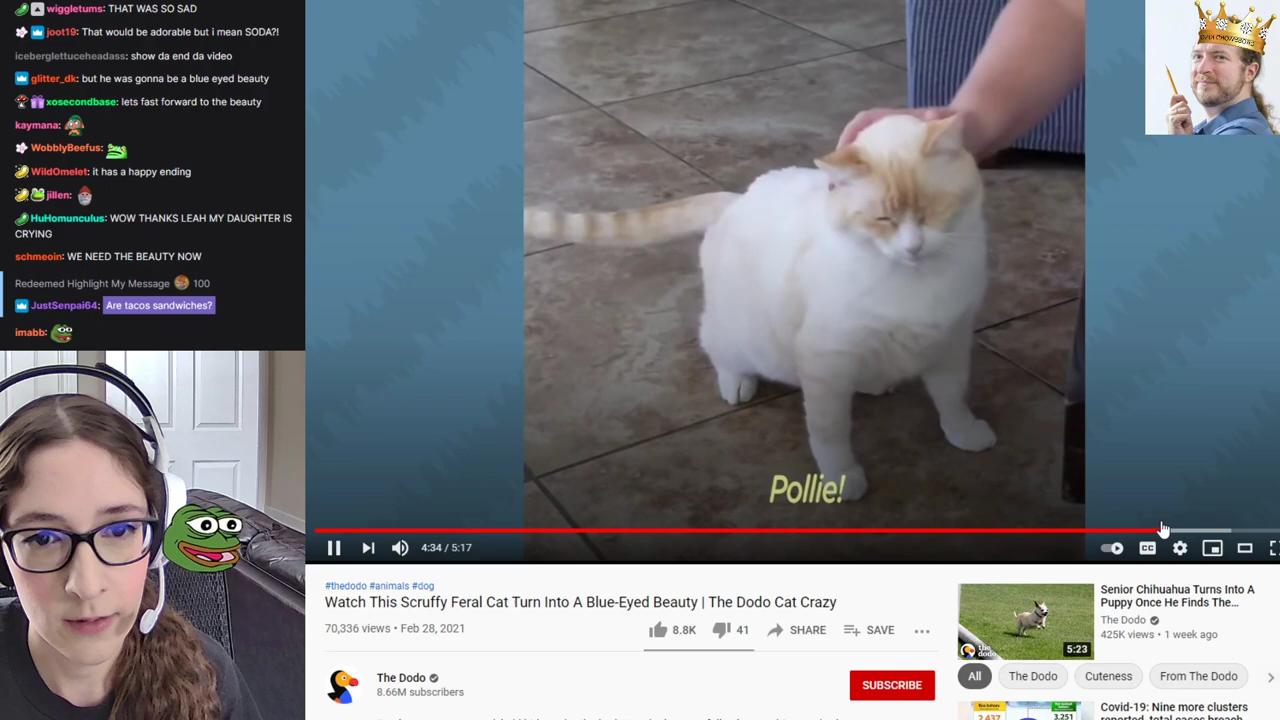 wiggletums: THAT WAS SO SAD
joot19: That would be adorable but i mean SODA?!
iceberglettuceheadass: show da end da video
glitter_dk: but he was gonna be a blue eyed beauty
xosecondbase: lets fast forward to the beauty
kaymana:
WobblyBeefus:
WildOmelet: it has a happy ending
jillen:
HuHomunculus: WOW THANKS LEAH MY DAUGHTER IS
CRYING
schmeoin: WE NEED THE BEAUTY NOW
Redeemed Highlight My Message 100
JustSenpai64: Are tacos sandwiches?
imabb:
Pollie!
4:34 / 5:17
CC
#thedodo #animals #dog
Watch This Scruffy Feral Cat Turn Into A Blue-Eyed Beauty | The Dodo Cat Crazy
70,336 views • Feb 28, 2021
8.8K 41 SHARE SAVE
The Dodo
8.66M subscribers
SUBSCRIBE
the dodo
5:23
Senior Chihuahua Turns Into A
Puppy Once He Finds The...
The Dodo
425K views • 1 week ago
All The Dodo Cuteness From The Dodo
2,437
3,251
Covid-19: Nine more clusters